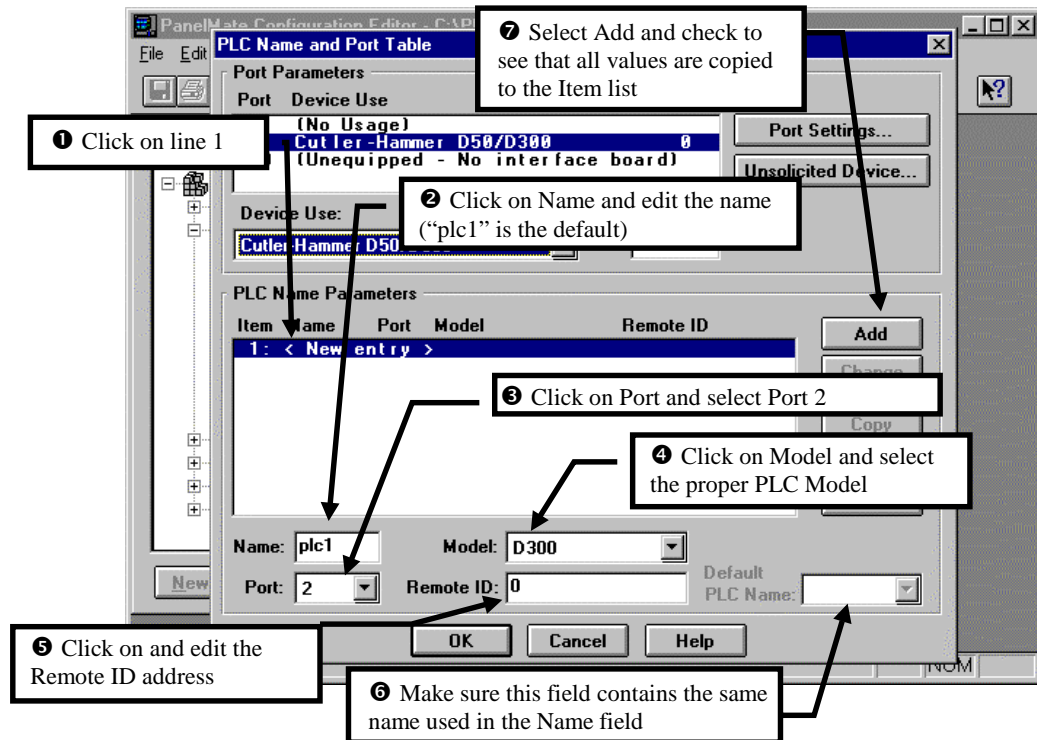 PanelMate Configuration Editor - C:\P
File Edit
PLC Name and Port Table
❼ Select Add and check to
see that all values are copied
to the Item list
Port Parameters
Port Device Use
(No Usage)
Cutler-Hammer D50/D300 0
(Unequipped - No interface board)
Port Settings...
Unsolicited Device...
❶ Click on line 1
❷ Click on Name and edit the name
(“plc1” is the default)
Device Use:
Cutler-Hammer D50
PLC Name Parameters
Item Name Port Model Remote ID
1: < New entry >
Add
Change
Copy
❸ Click on Port and select Port 2
❹ Click on Model and select
the proper PLC Model
Name: plc1 Model: D300
Port: 2 Remote ID: 0
Default
PLC Name:
New
❺ Click on and edit the
Remote ID address
OK Cancel Help
NUM
❻ Make sure this field contains the same
name used in the Name field